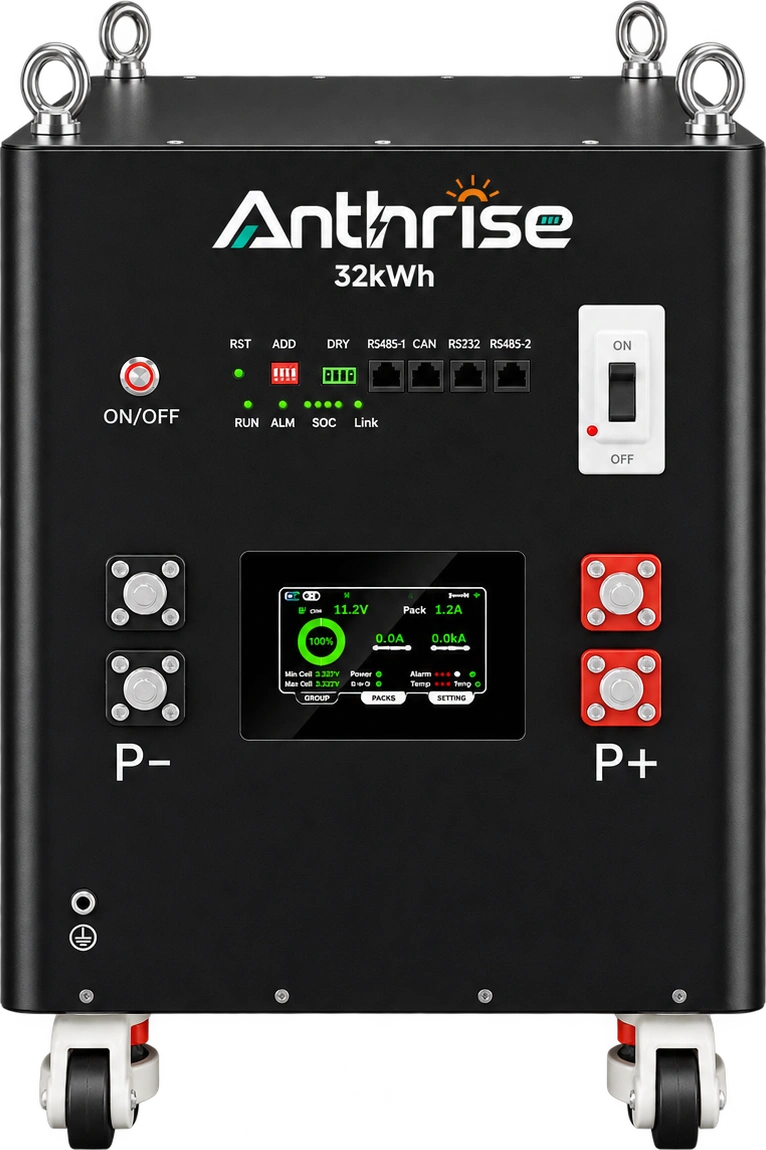 Anthrise
32kWh
RST ADD DRY RS485-1 CAN RS232 RS485-2
ON
ON/OFF
RUN ALM SOC Link
OFF
11.2V Pack 1.2A
100% 0.0A 0.0kA
Min Cell Power Alarm
Max Cell Temp Temp
GROUP PACKS SETTING
P- P+